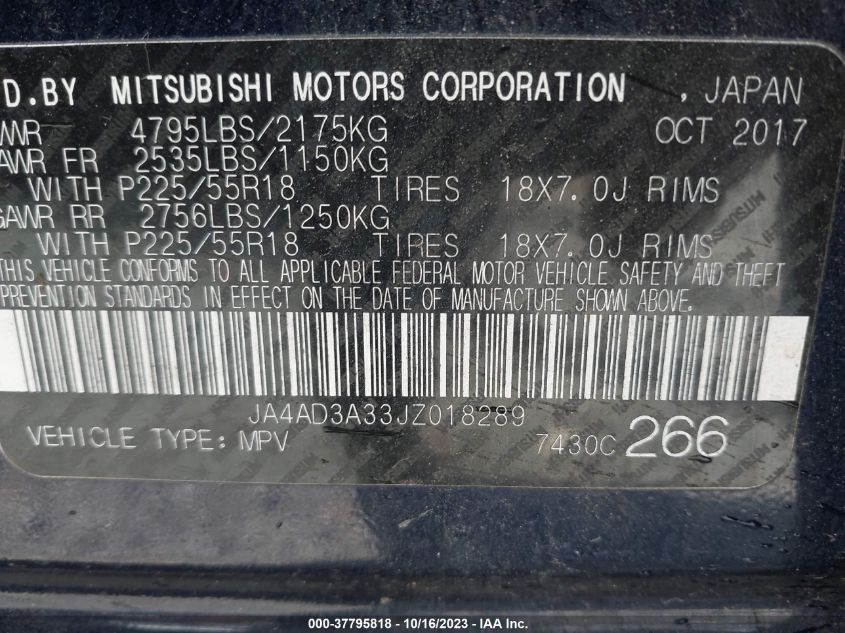 D.BY MITSUBISHI MOTORS CORPORATION , JAPAN
WR 4795LBS/2175KG OCT 2017
AWR FR 2535LBS/1150KG
WITH P225/55R18 TIRES 18X7.0J RIMS
GAWR RR 2756LBS/1250KG
WITH P225/55R18 TIRES 18X7.0J RIMS
THIS VEHICLE CONFORMS TO ALL APPLICABLE FEDERAL MOTOR VEHICLE SAFETY AND THEFT
PREVENTION STANDARDS IN EFFECT ON THE DATE OF MANUFACTURE SHOWN ABOVE.
JA4AD3A33JZ018289
VEHICLE TYPE: MPV 7430C 266
000-37795818 - 10/16/2023 - © IAA, Inc.